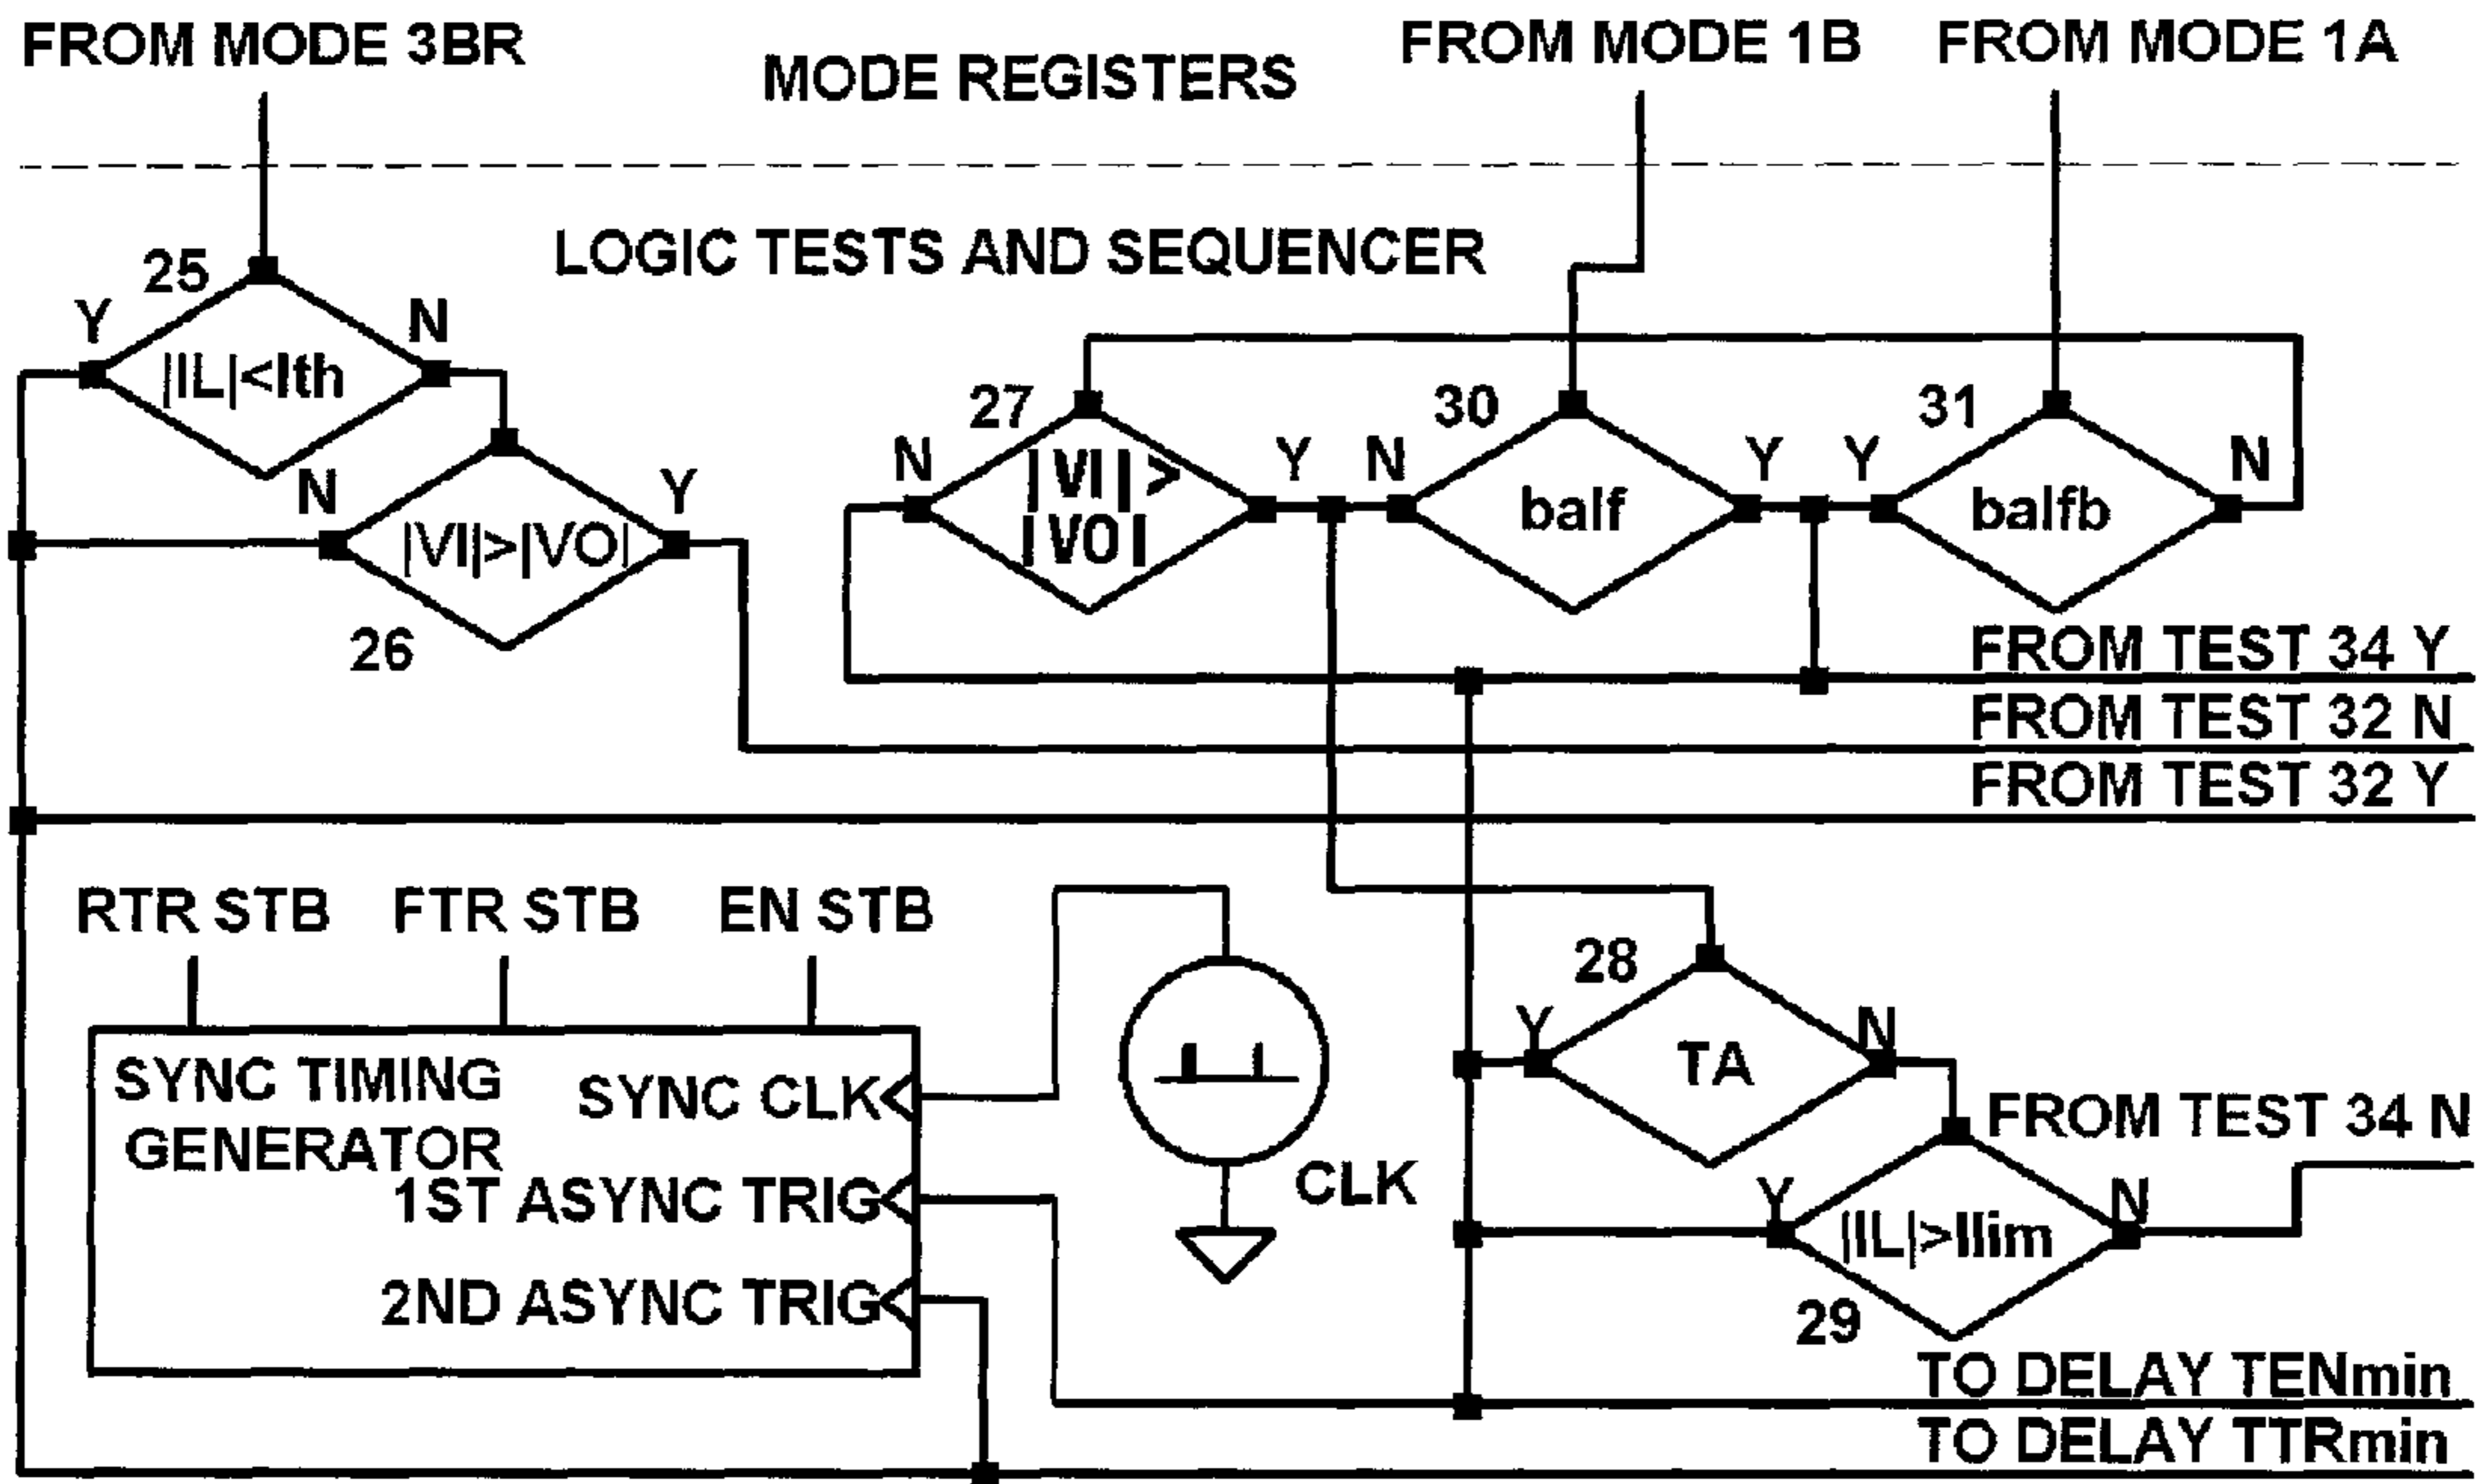 FROM MODE 3BR
MODE REGISTERS
FROM MODE 1B
FROM MODE 1A
LOGIC TESTS AND SEQUENCER
25
Y
N
|IL|<Ith
N
Y
|VI|>|VO|
26
27
N
Y
|VI|>
|VO|
30
N
Y
balf
31
Y
N
balfb
FROM TEST 34 Y
FROM TEST 32 N
FROM TEST 32 Y
RTR STB
FTR STB
EN STB
SYNC TIMING
GENERATOR
SYNC CLK
1ST ASYNC TRIG
2ND ASYNC TRIG
CLK
28
Y
N
TA
FROM TEST 34 N
Y
N
|IL|>Ilim
29
TO DELAY TENmin
TO DELAY TTRmin